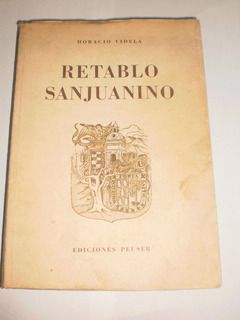 HORACIO VIDELA
RETABLO
SANJUANINO
EDICIONES PEUSER